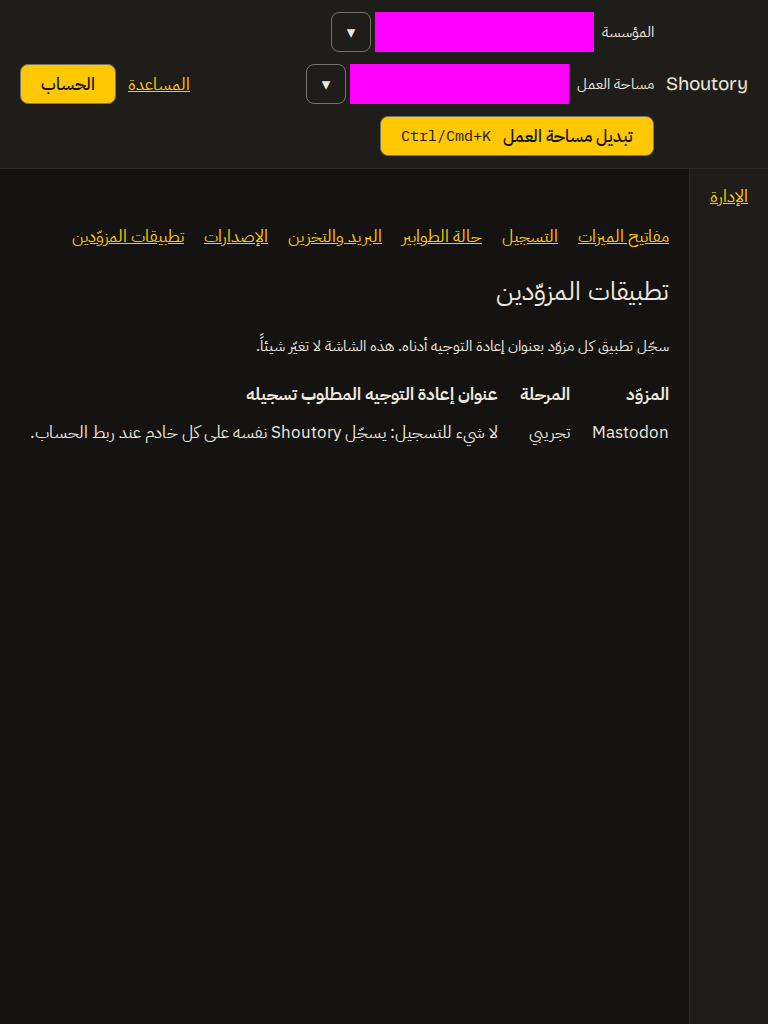 المؤسسة ▼
Shoutory مساحة العمل ▼ المساعدة الحساب
تبديل مساحة العمل Ctrl/Cmd+K
الإدارة
مفاتيح الميزات التسجيل حالة الطوابير البريد والتخزين الإصدارات تطبيقات المزوّدين
تطبيقات المزوّدين
سجّل تطبيق كل مزوّد بعنوان إعادة التوجيه أدناه. هذه الشاشة لا تغيّر شيئاً.
المزوّد المرحلة عنوان إعادة التوجيه المطلوب تسجيله
Mastodon تجريبي لا شيء للتسجيل: يسجّل Shoutory نفسه على كل خادم عند ربط الحساب.